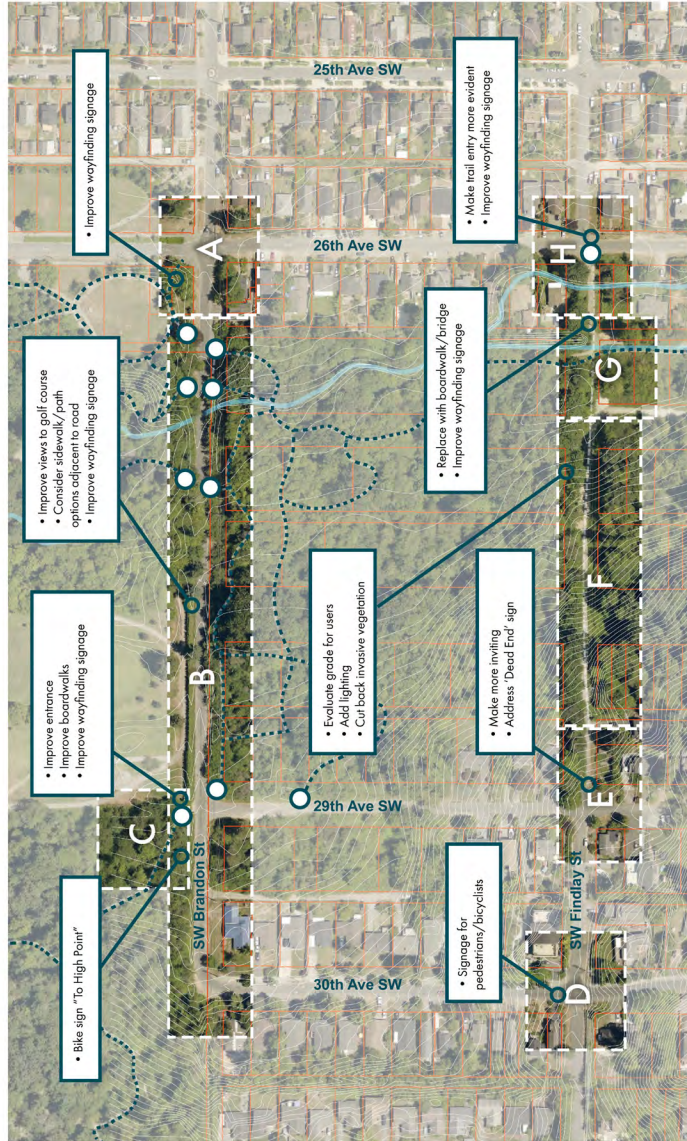 • Bike sign "To High Point"
• Improve entrance
• Improve boardwalks
• Improve wayfinding signage
• Improve views to golf course
• Consider sidewalk/path
options adjacent to road
• Improve wayfinding signage
• Improve wayfinding signage
C
B
A
SW Brandon St
30th Ave SW
29th Ave SW
26th Ave SW
25th Ave SW
• Signage for
pedestrians/bicyclists
• Make more inviting
• Address 'Dead End' sign
• Evaluate grade for users
• Add lighting
• Cut back invasive vegetation
• Replace with boardwalk/bridge
• Improve wayfinding signage
• Make trail entry more evident
• Improve wayfinding signage
D
SW Findlay St
E
F
G
H